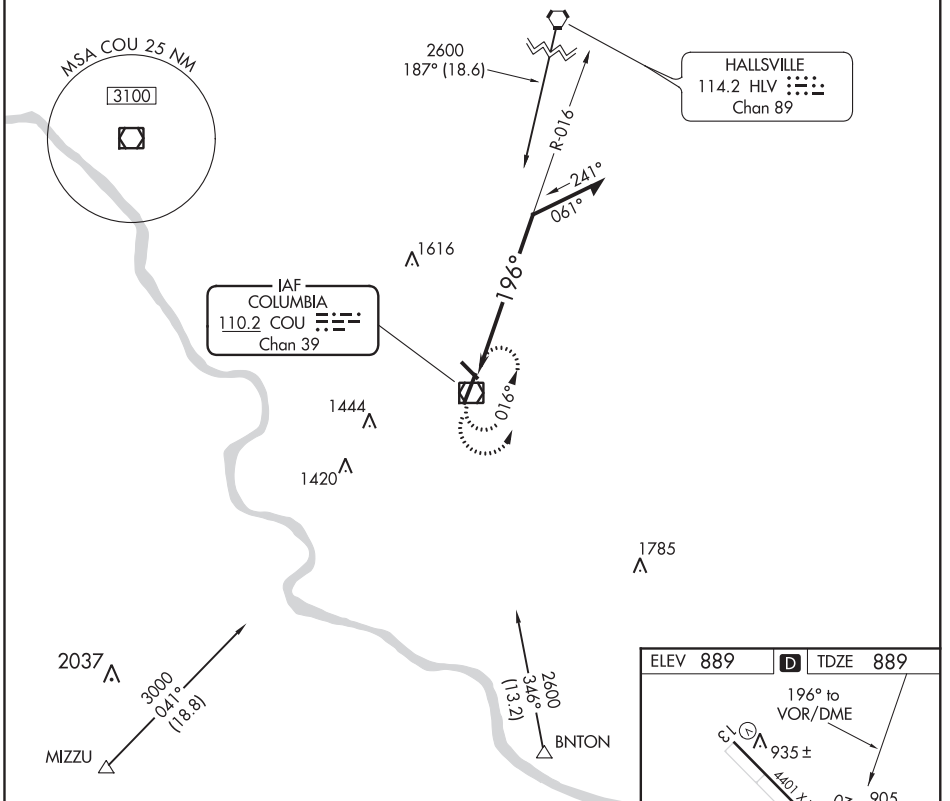 MSA COU 25 NM
3100
2600
187° (18.6)
HALLSVILLE
114.2 HLV
Chan 89
R-016
241°
061°
1616
196°
IAF
COLUMBIA
110.2 COU
Chan 39
016°
1444
1420
1785
2037
3000
041°
(18.8)
MIZZU
2600
346°
(13.2)
BNTON
ELEV 889
D
TDZE 889
196° to
VOR/DME
13
V
935 ±
4401 X
905